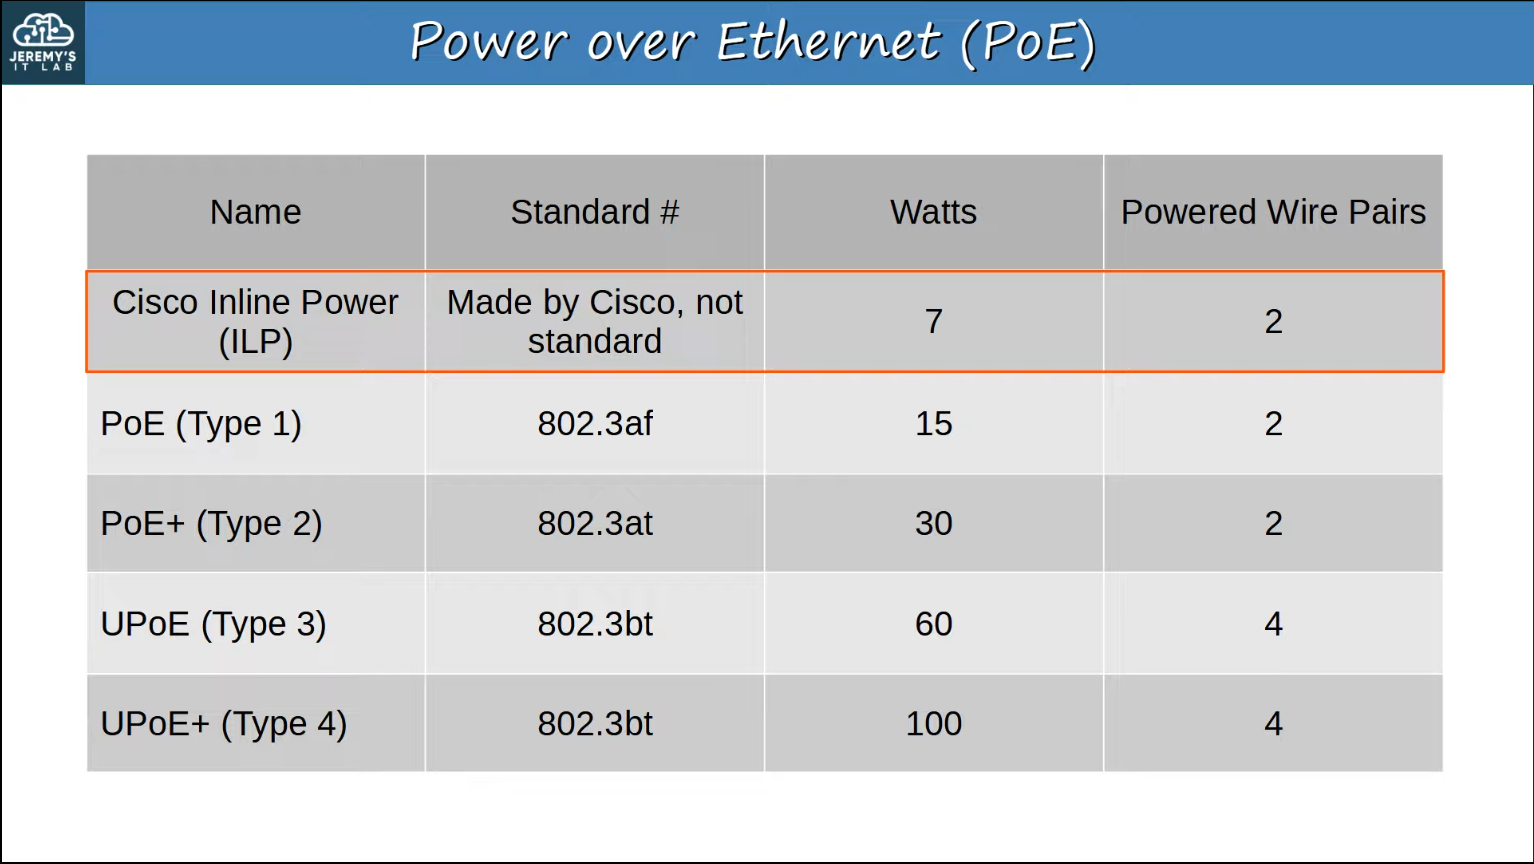 JEREMY'S
IT LAB
Power over Ethernet (PoE)
Name Standard # Watts Powered Wire Pairs
Cisco Inline Power (ILP) Made by Cisco, not standard 7 2
PoE (Type 1) 802.3af 15 2
PoE+ (Type 2) 802.3at 30 2
UPoE (Type 3) 802.3bt 60 4
UPoE+ (Type 4) 802.3bt 100 4